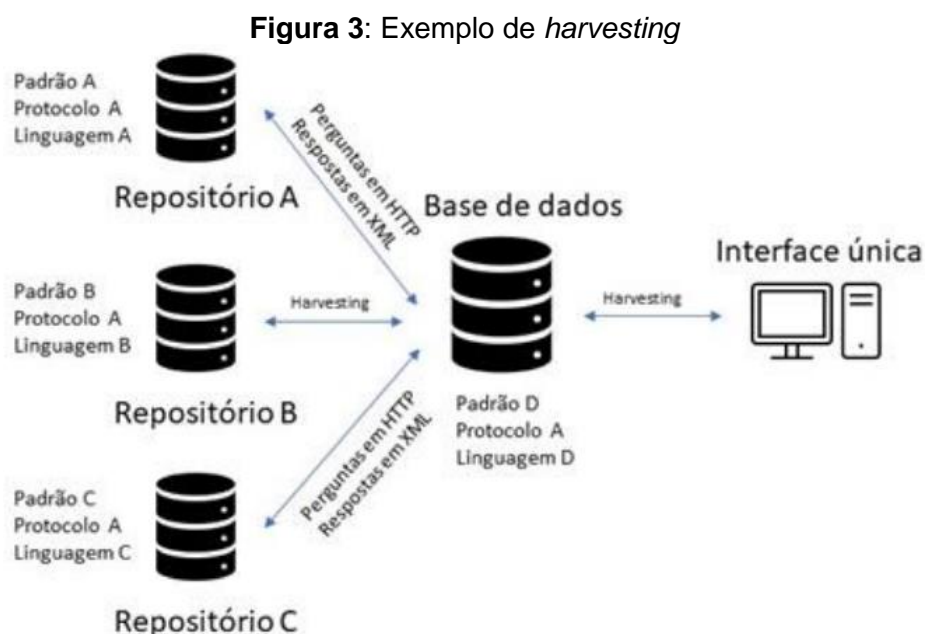 Figura 3: Exemplo de harvesting
Padrão A
Protocolo A
Linguagem A
Repositório A
Perguntas em HTTP
Respostas em XML
Base de dados
Interface única
Padrão B
Protocolo A
Linguagem B
Harvesting
Harvesting
Repositório B
Padrão D
Protocolo A
Linguagem D
Perguntas em HTTP
Respostas em XML
Padrão C
Protocolo A
Linguagem C
Repositório C